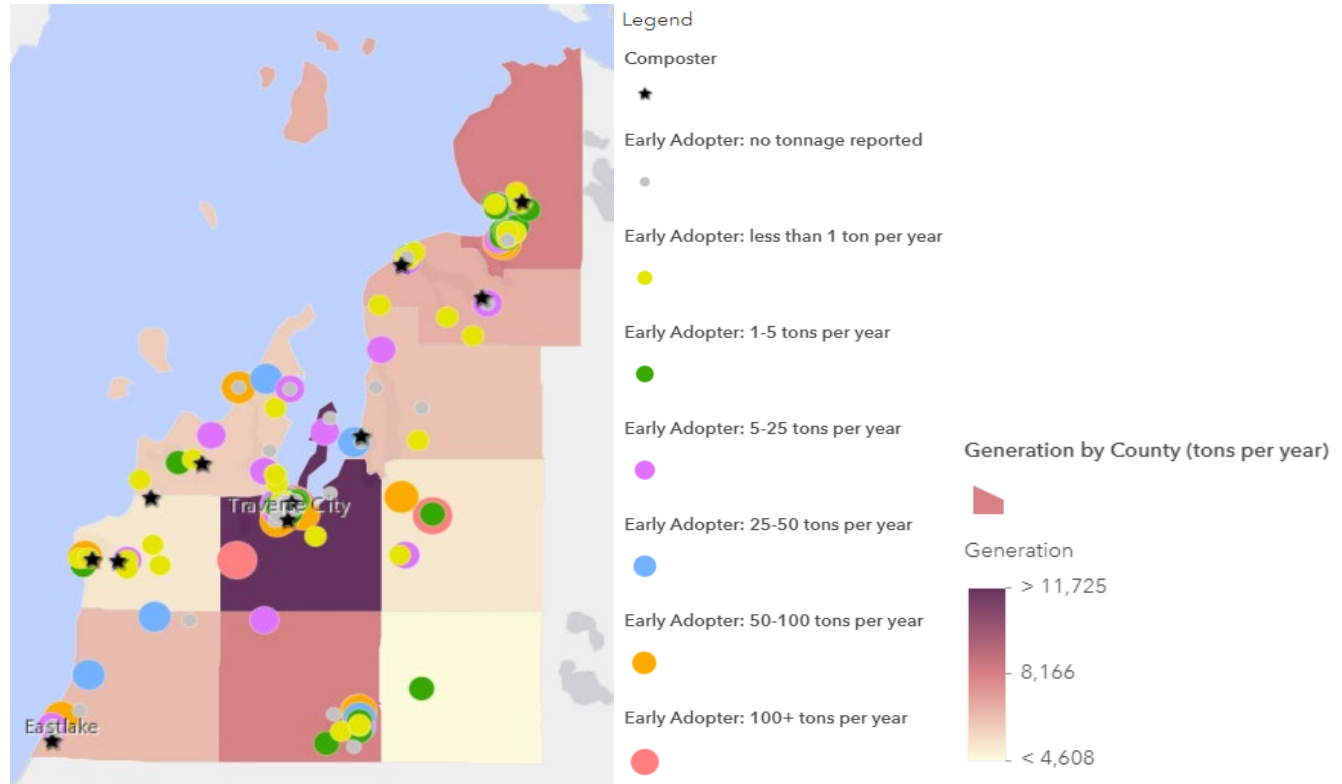 Legend
Composter
Early Adopter: no tonnage reported
Early Adopter: less than 1 ton per year
Early Adopter: 1-5 tons per year
Early Adopter: 5-25 tons per year
Early Adopter: 25-50 tons per year
Early Adopter: 50-100 tons per year
Early Adopter: 100+ tons per year
Generation by County (tons per year)
Generation
> 11,725
8,166
< 4,608
Traverse City
Eastlake